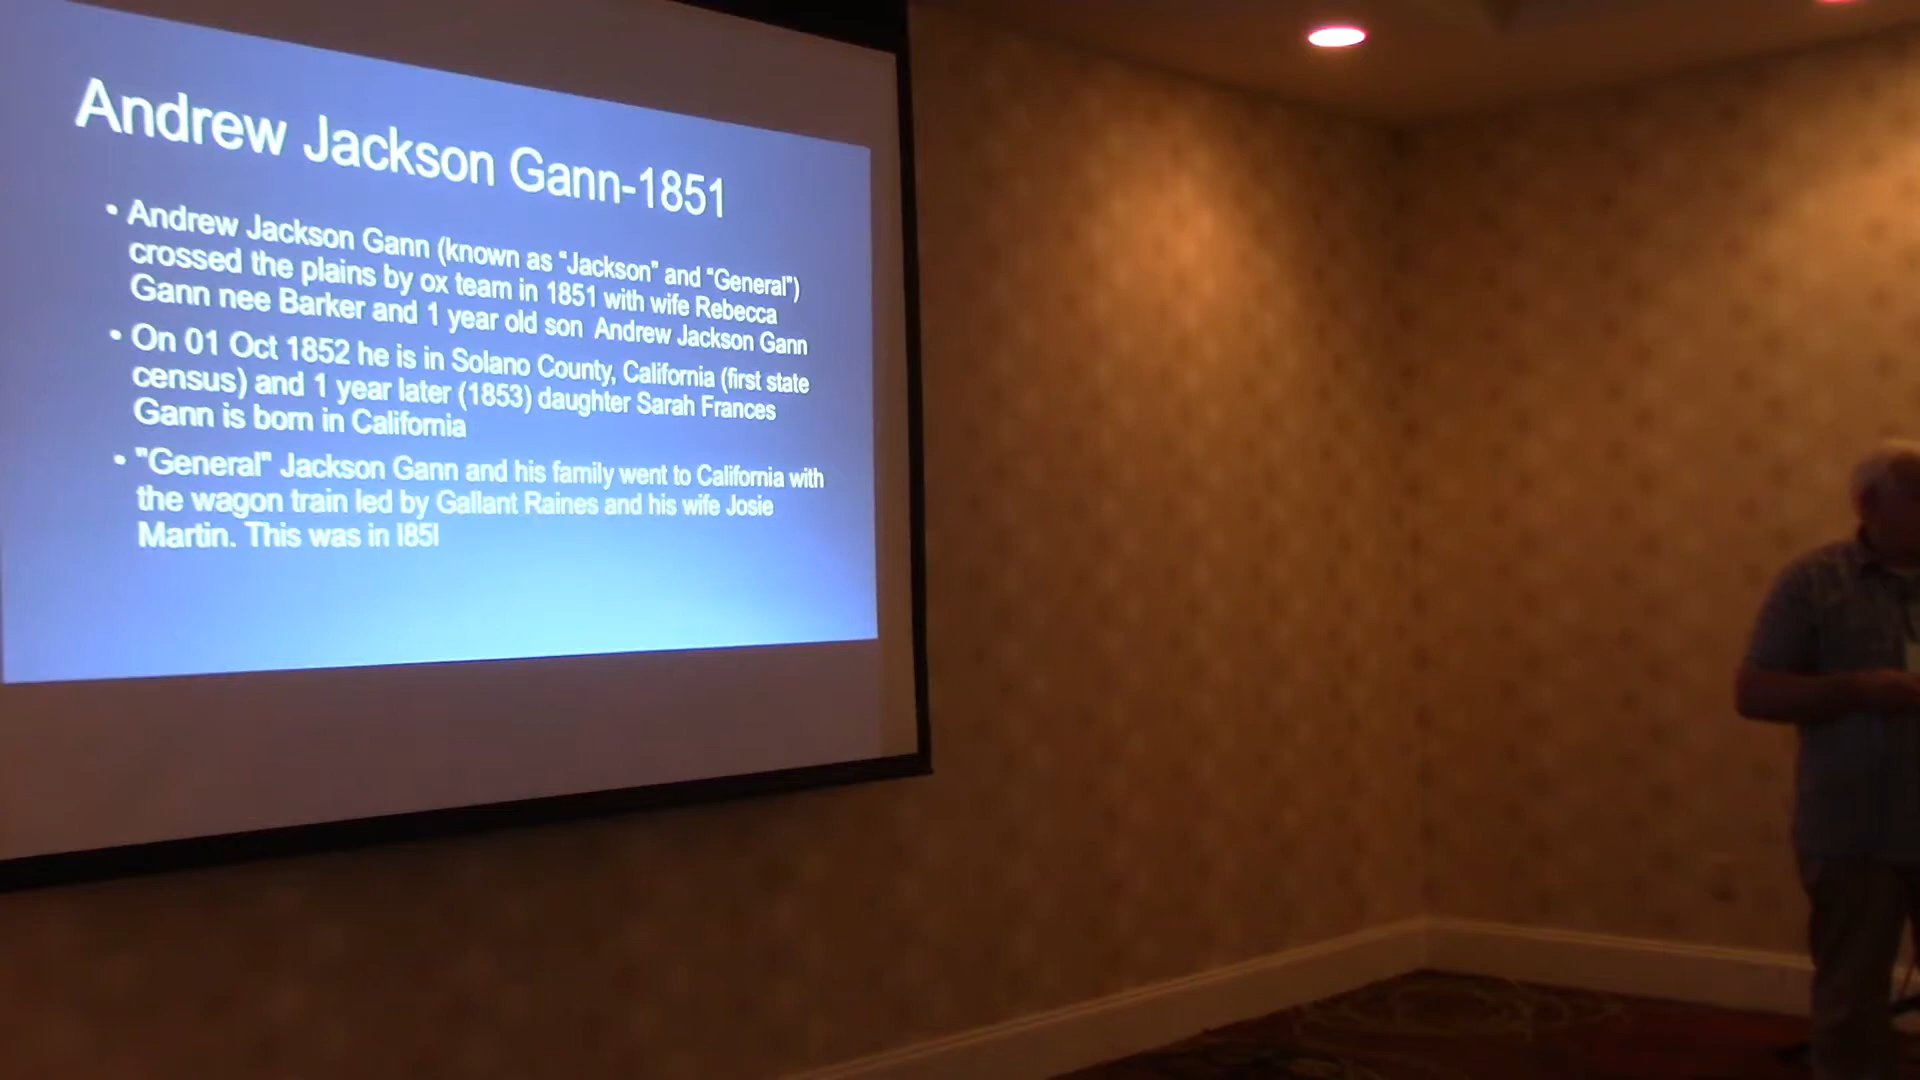 Andrew Jackson Gann-1851
• Andrew Jackson Gann (known as “Jackson” and “General”)
crossed the plains by ox team in 1851 with wife Rebecca
Gann nee Barker and 1 year old son Andrew Jackson Gann
• On 01 Oct 1852 he is in Solano County, California (first state
census) and 1 year later (1853) daughter Sarah Frances
Gann is born in California
• "General" Jackson Gann and his family went to California with
the wagon train led by Gallant Raines and his wife Josie
Martin. This was in l85l